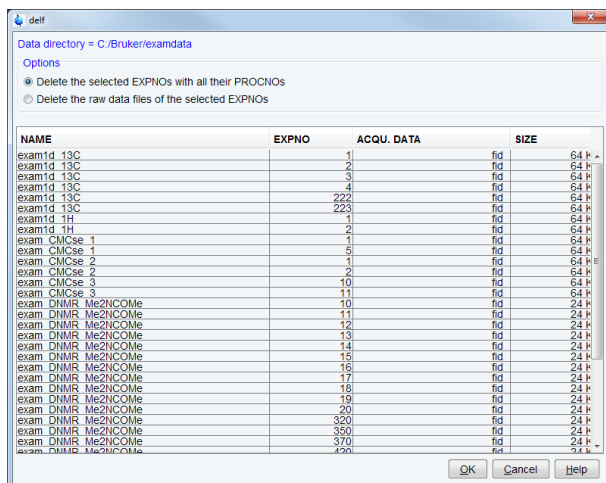 delf
Data directory = C:/Bruker/examdata
Options
Delete the selected EXPNOs with all their PROCNOs
Delete the raw data files of the selected EXPNOs
NAME EXPNO ACQU. DATA SIZE
exam1d_13C 1 fid 64 K
exam1d_13C 2 fid 64 K
exam1d_13C 3 fid 64 K
exam1d_13C 4 fid 64 K
exam1d_13C 222 fid 64 K
exam1d_13C 223 fid 64 K
exam1d_1H 1 fid 64 K
exam1d_1H 2 fid 64 K
exam_CMCse_1 1 fid 64 K
exam_CMCse_1 5 fid 64 K
exam_CMCse_2 1 fid 64 K
exam_CMCse_2 2 fid 64 K
exam_CMCse_3 10 fid 64 K
exam_CMCse_3 11 fid 64 K
exam_DNMR_Me2NCOMe 10 fid 24 K
exam_DNMR_Me2NCOMe 11 fid 24 K
exam_DNMR_Me2NCOMe 12 fid 24 K
exam_DNMR_Me2NCOMe 13 fid 24 K
exam_DNMR_Me2NCOMe 14 fid 24 K
exam_DNMR_Me2NCOMe 15 fid 24 K
exam_DNMR_Me2NCOMe 16 fid 24 K
exam_DNMR_Me2NCOMe 17 fid 24 K
exam_DNMR_Me2NCOMe 18 fid 24 K
exam_DNMR_Me2NCOMe 19 fid 24 K
exam_DNMR_Me2NCOMe 20 fid 24 K
exam_DNMR_Me2NCOMe 320 fid 24 K
exam_DNMR_Me2NCOMe 350 fid 24 K
exam_DNMR_Me2NCOMe 370 fid 24 K
exam_DNMR_Me2NCOMe 420 fid 24 K
OK Cancel Help